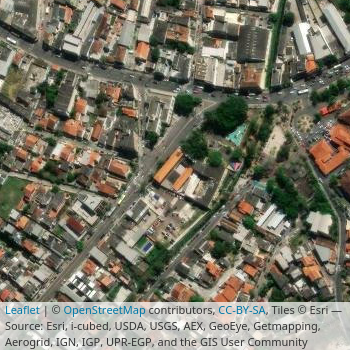 Leaflet | © OpenStreetMap contributors, CC-BY-SA, Tiles © Esri —
Source: Esri, i-cubed, USDA, USGS, AEX, GeoEye, Getmapping,
Aerogrid, IGN, IGP, UPR-EGP, and the GIS User Community